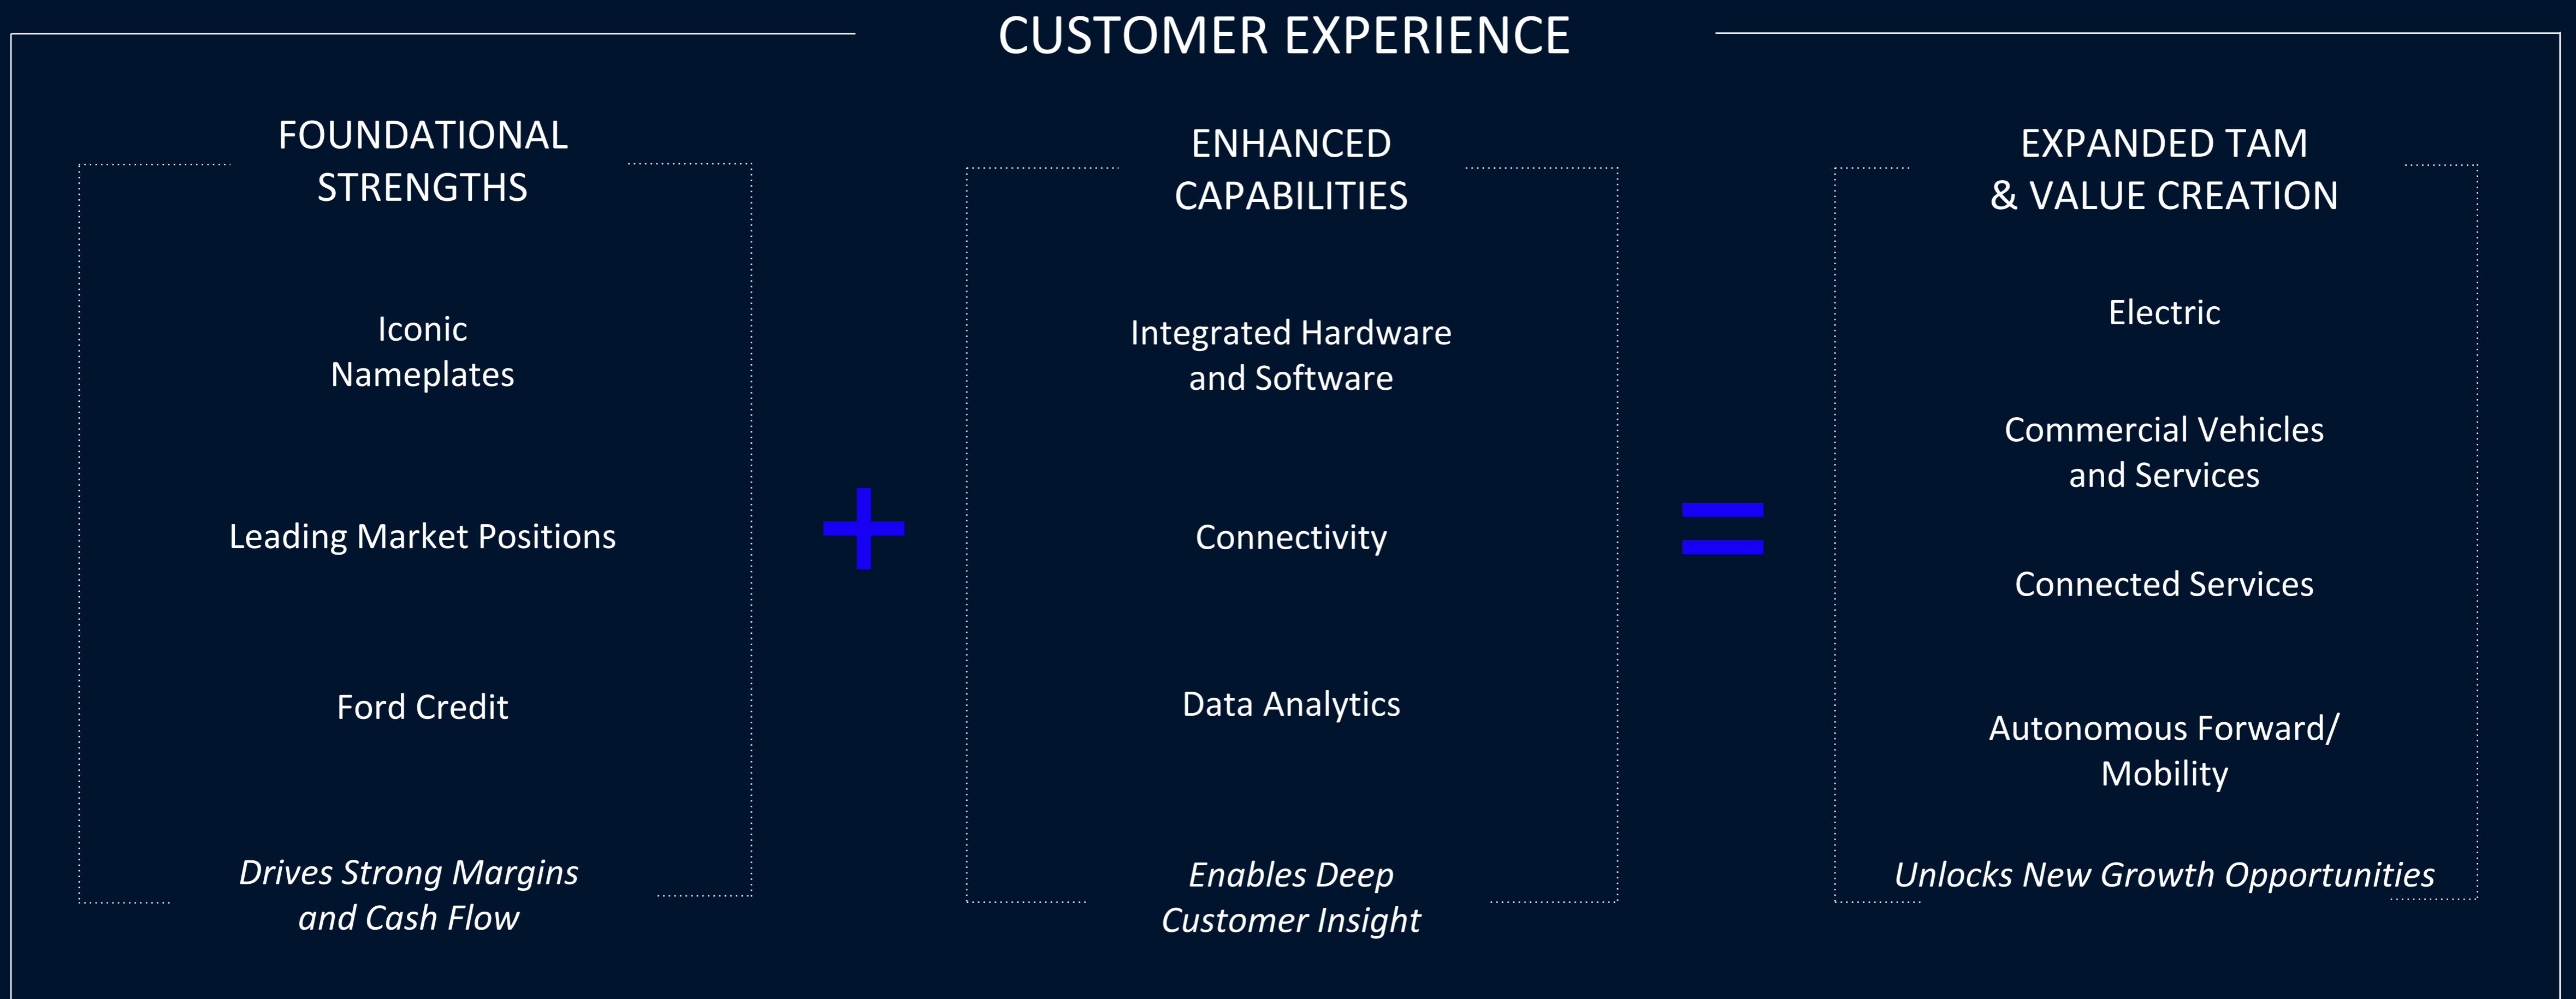 CUSTOMER EXPERIENCE
FOUNDATIONAL
STRENGTHS
Iconic
Nameplates
Leading Market Positions
Ford Credit
Drives Strong Margins
and Cash Flow
+
ENHANCED
CAPABILITIES
Integrated Hardware
and Software
Connectivity
Data Analytics
Enables Deep
Customer Insight
=
EXPANDED TAM
& VALUE CREATION
Electric
Commercial Vehicles
and Services
Connected Services
Autonomous Forward/
Mobility
Unlocks New Growth Opportunities